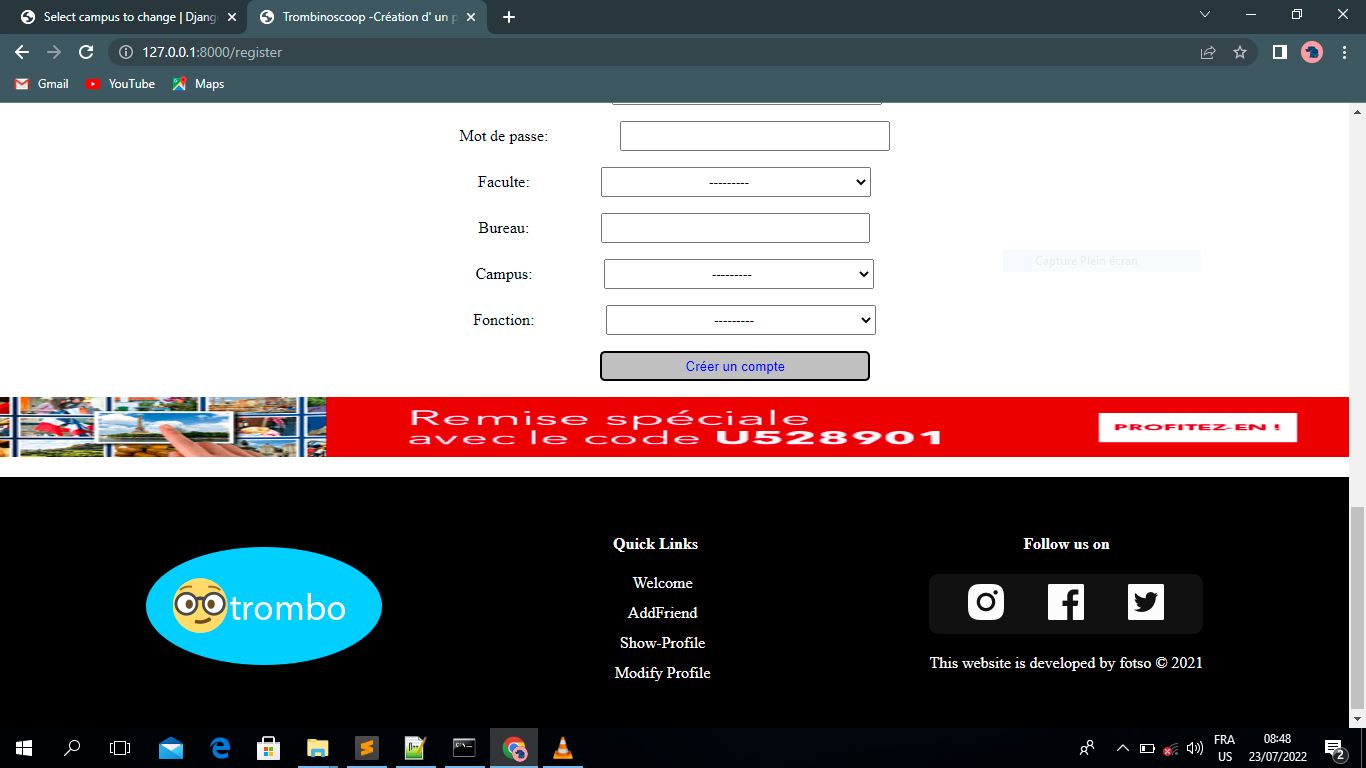 Select campus to change | Djang
Trombinoscoop -Création d' un p
127.0.0.1:8000/register
Gmail
YouTube
Maps
Mot de passe:
Faculte:
---------
Bureau:
Capture Plein écran
Campus:
---------
Fonction:
---------
Créer un compte
Remise spéciale
avec le code U528901
PROFITEZ-EN !
Quick Links
Follow us on
Welcome
AddFriend
trombo
Show-Profile
This website is developed by fotso © 2021
Modify Profile
FRA
US
08:48
23/07/2022
2